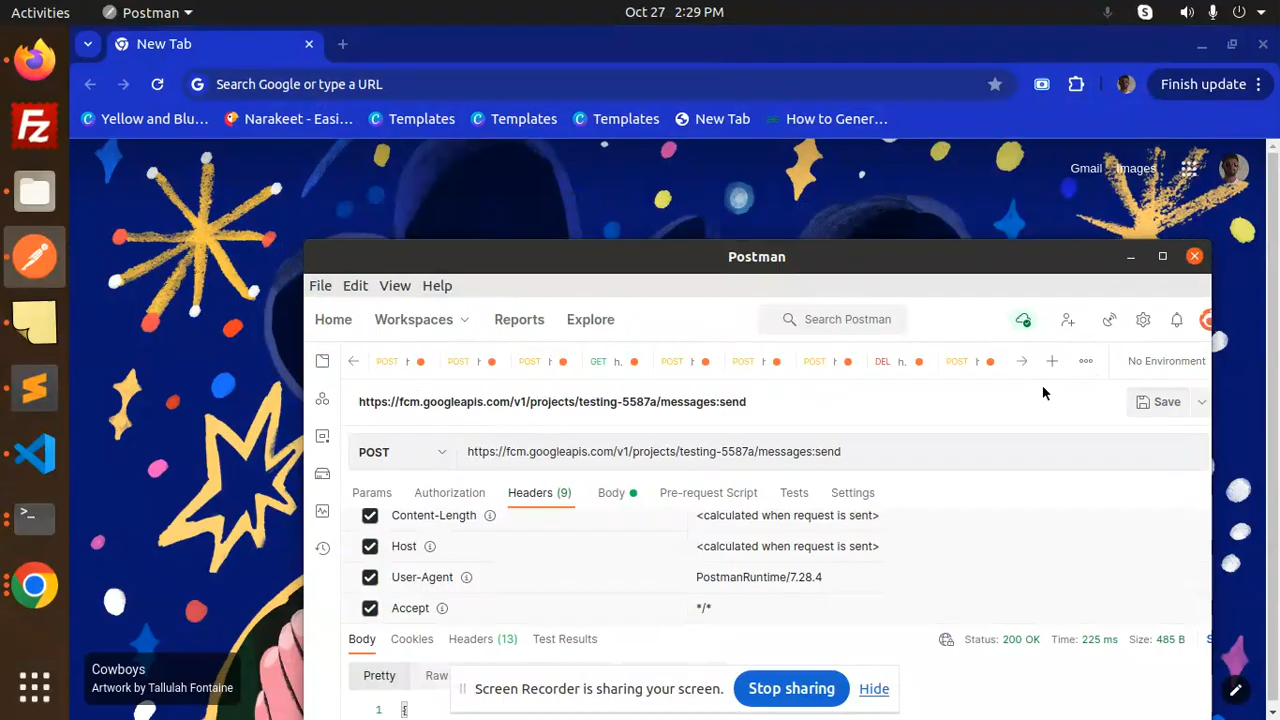 Activities
Postman
Oct 27 2:29 PM
New Tab
Search Google or type a URL
Finish update
Yellow and Blu...
Narakeet - Easi...
Templates
Templates
Templates
New Tab
How to Gener...
Gmail
Images
Postman
File
Edit
View
Help
Home
Workspaces
Reports
Explore
Search Postman
POST
POST
POST
GET h.
POST
POST
POST
DEL h.
POST
No Environment
https://fcm.googleapis.com/v1/projects/testing-5587a/messages:send
Save
POST
https://fcm.googleapis.com/v1/projects/testing-5587a/messages:send
Params
Authorization
Headers (9)
Body
Pre-request Script
Tests
Settings
Content-Length
<calculated when request is sent>
Host
<calculated when request is sent>
User-Agent
PostmanRuntime/7.28.4
Accept
*/*
Body
Cookies
Headers (13)
Test Results
Status: 200 OK
Time: 225 ms
Size: 485 B
Pretty
Raw
1
{
Screen Recorder is sharing your screen.
Stop sharing
Hide
Cowboys
Artwork by Tallulah Fontaine